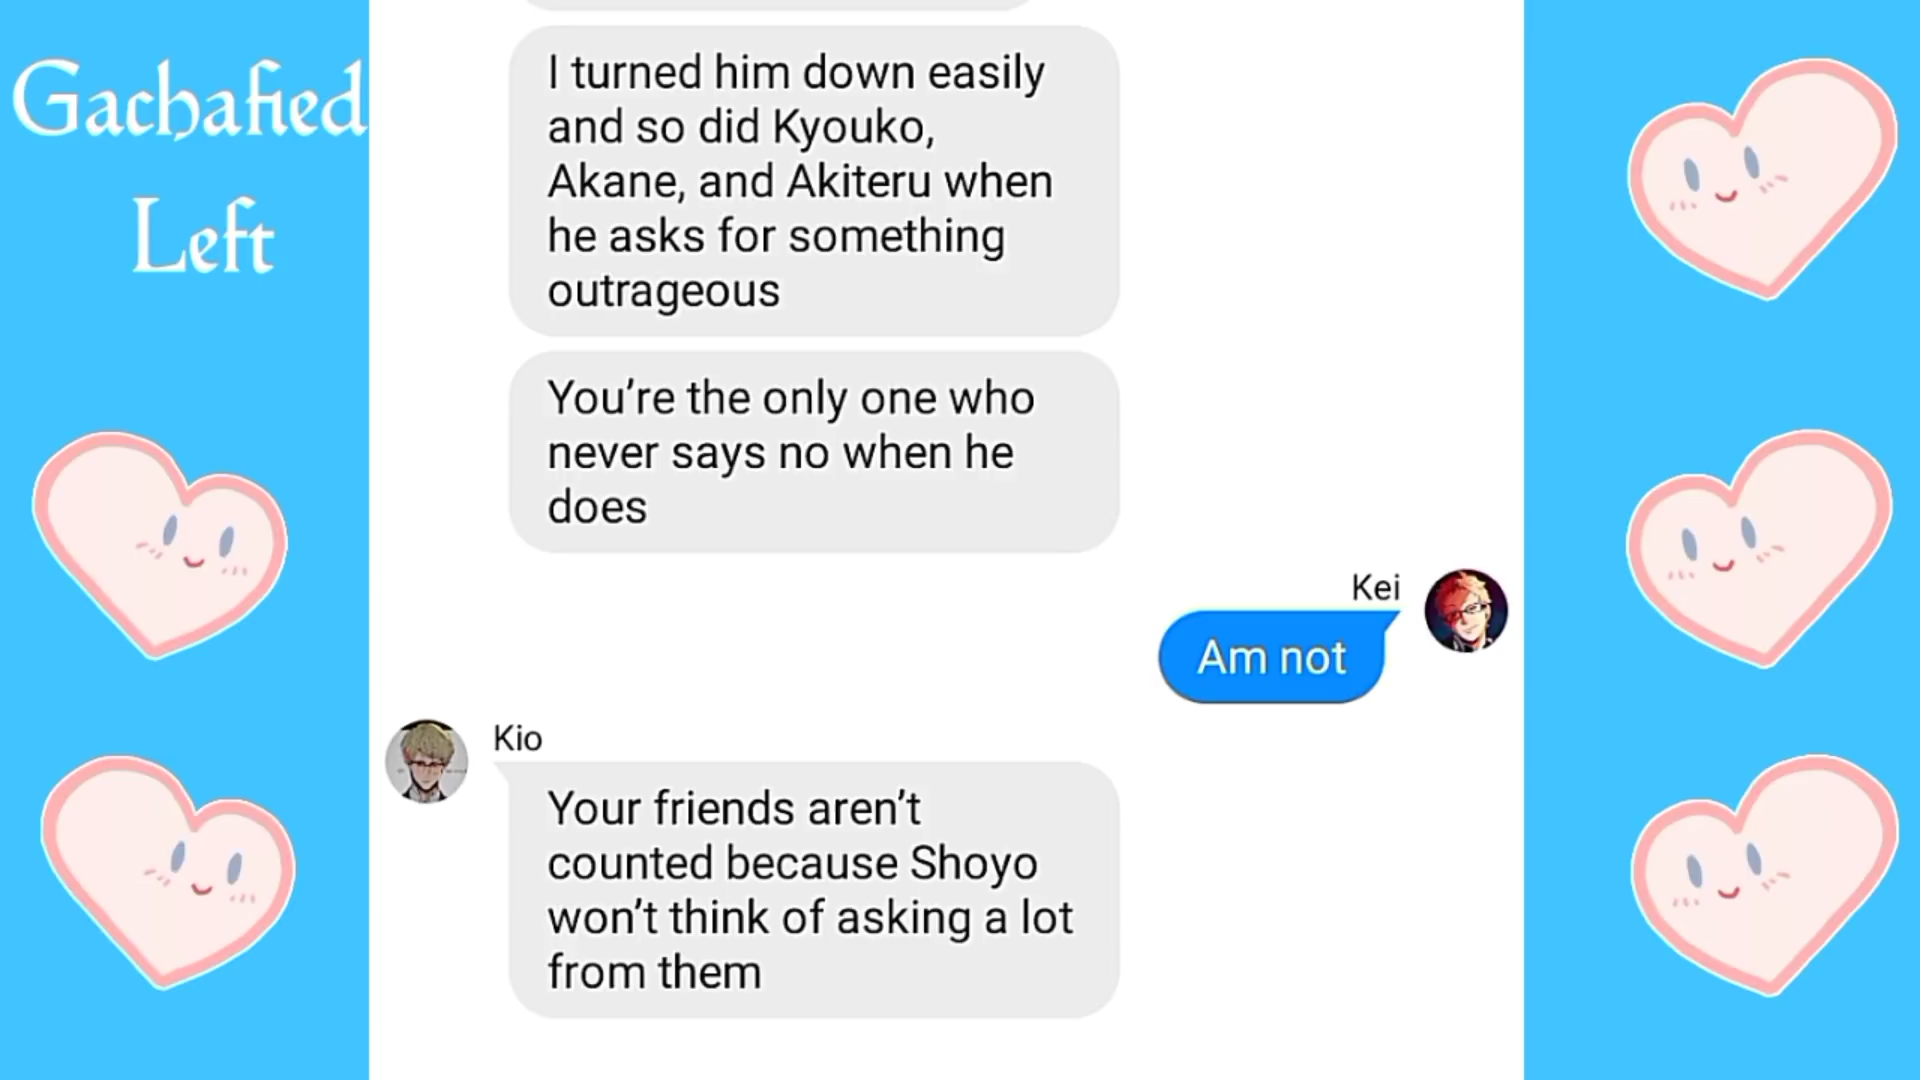 Gachafied
Left
I turned him down easily
and so did Kyouko,
Akane, and Akiteru when
he asks for something
outrageous
You’re the only one who
never says no when he
does
Kei
Am not
Kio
Your friends aren’t
counted because Shoyo
won’t think of asking a lot
from them